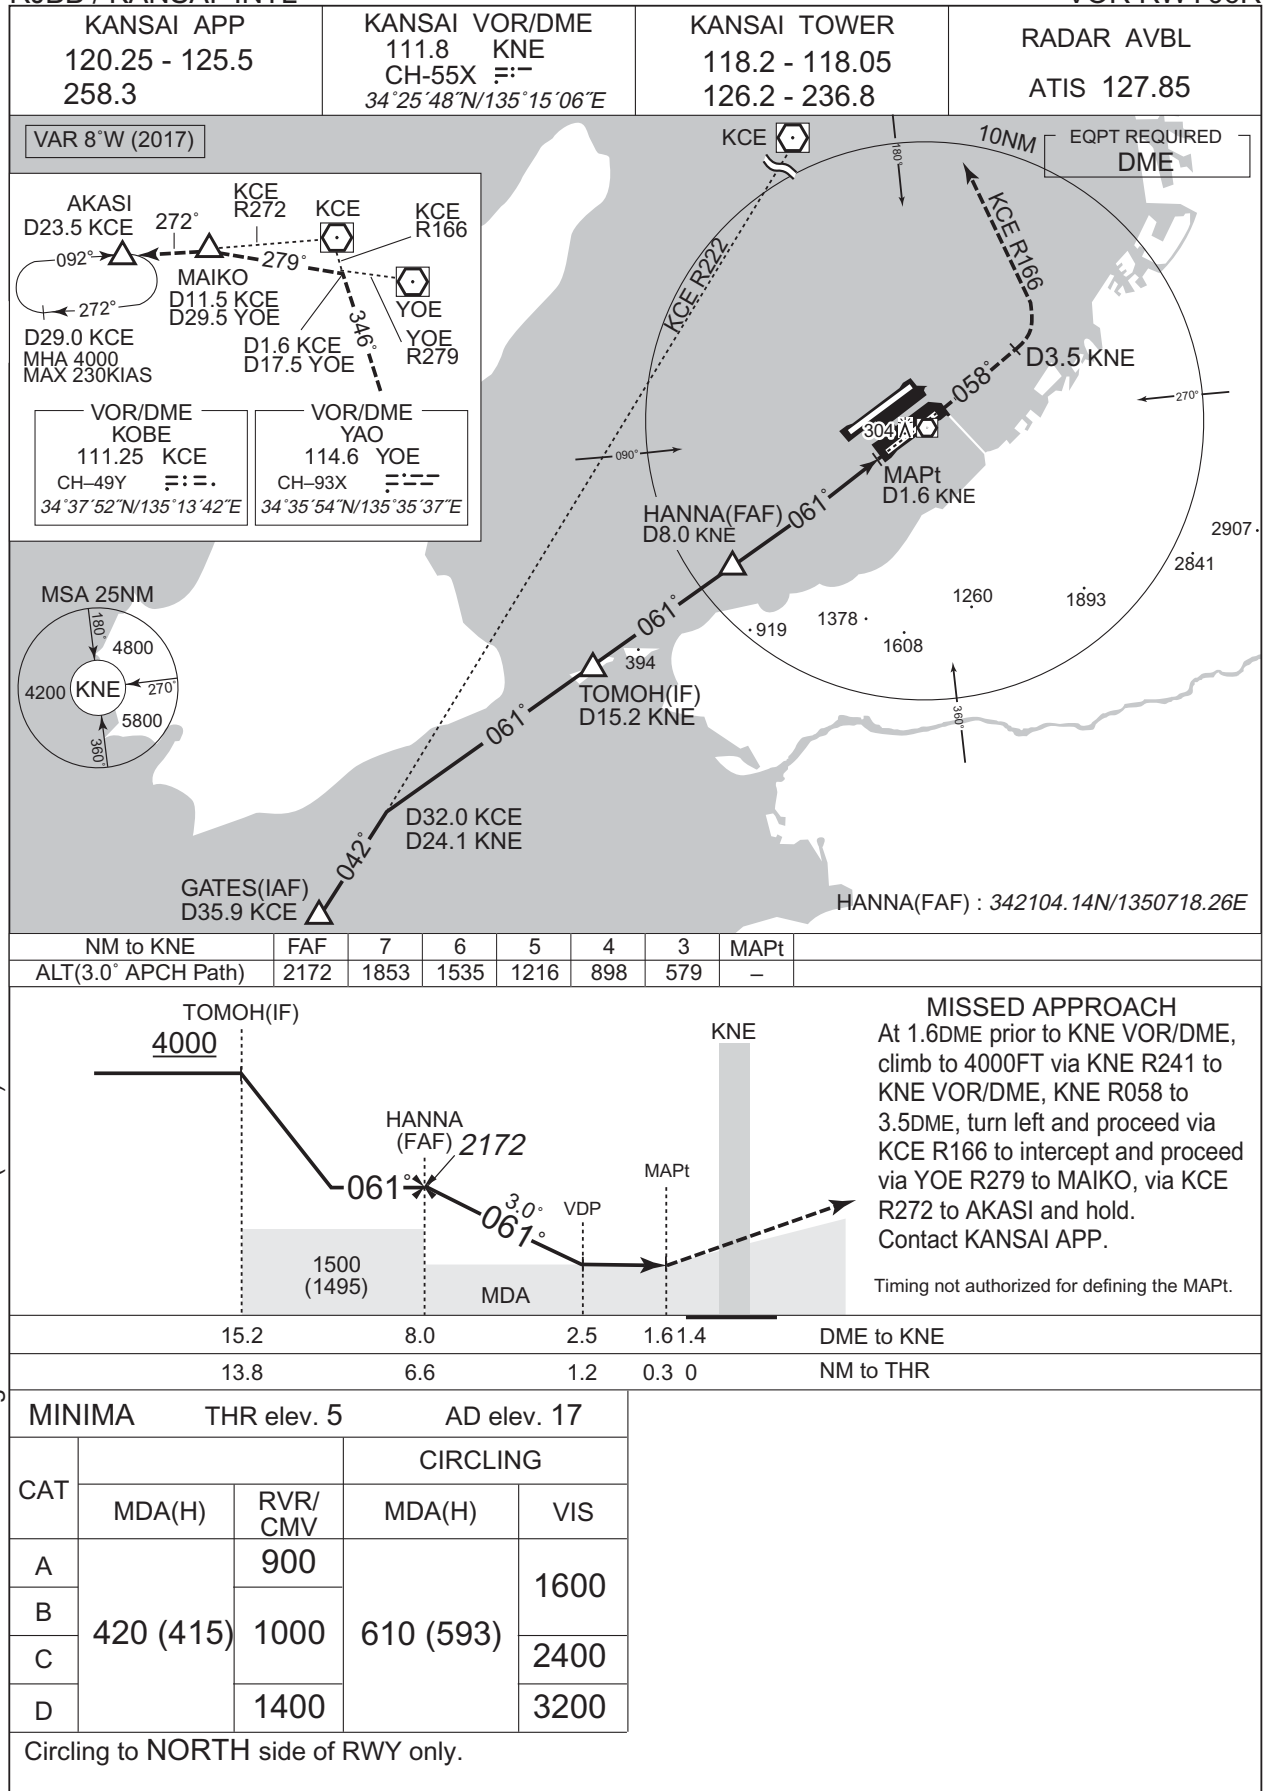 KANSAI APP
120.25 - 125.5
258.3
KANSAI VOR/DME
111.8 KNE
CH-55X
34°25´48˝N/135°15´06˝E
KANSAI TOWER
118.2 - 118.05
126.2 - 236.8
RADAR AVBL
ATIS 127.85
VAR 8°W (2017)
KCE
10NM
EQPT REQUIRED
DME
180°
AKASI
D23.5 KCE
272°
KCE
R272
KCE
KCE
R166
092°
279°
MAIKO
D11.5 KCE
D29.5 YOE
YOE
272°
346°
D29.0 KCE
MHA 4000
MAX 230KIAS
D1.6 KCE
D17.5 YOE
YOE
R279
VOR/DME
KOBE
111.25 KCE
CH–49Y
34°37´52˝N/135°13´42˝E
VOR/DME
YAO
114.6 YOE
CH–93X
34°35´54˝N/135°35´37˝E
KCE R222
KCE R166
D3.5 KNE
058°
270°
304
090°
MAPt
D1.6 KNE
061°
HANNA(FAF)
D8.0 KNE
2907
2841
1893
1260
1378
1608
919
061°
394
TOMOH(IF)
D15.2 KNE
360°
MSA 25NM
180°
4800
4200
KNE
270°
5800
360°
061°
D32.0 KCE
D24.1 KNE
042°
GATES(IAF)
D35.9 KCE
HANNA(FAF) : 342104.14N/1350718.26E
NM to KNE FAF 7 6 5 4 3 MAPt
ALT(3.0° APCH Path) 2172 1853 1535 1216 898 579 –
TOMOH(IF)
4000
KNE
HANNA
(FAF) 2172
MAPt
061°
3.0°
061°
VDP
1500
(1495)
MDA
MISSED APPROACH
At 1.6DME prior to KNE VOR/DME,
climb to 4000FT via KNE R241 to
KNE VOR/DME, KNE R058 to
3.5DME, turn left and proceed via
KCE R166 to intercept and proceed
via YOE R279 to MAIKO, via KCE
R272 to AKASI and hold.
Contact KANSAI APP.
Timing not authorized for defining the MAPt.
15.2 8.0 2.5 1.6 1.4 DME to KNE
13.8 6.6 1.2 0.3 0 NM to THR
MINIMA THR elev. 5 AD elev. 17
CIRCLING
CAT
MDA(H) RVR/
CMV
MDA(H) VIS
A 900
1600
B
420 (415) 1000 610 (593)
C 2400
D 1400 3200
Circling to NORTH side of RWY only.